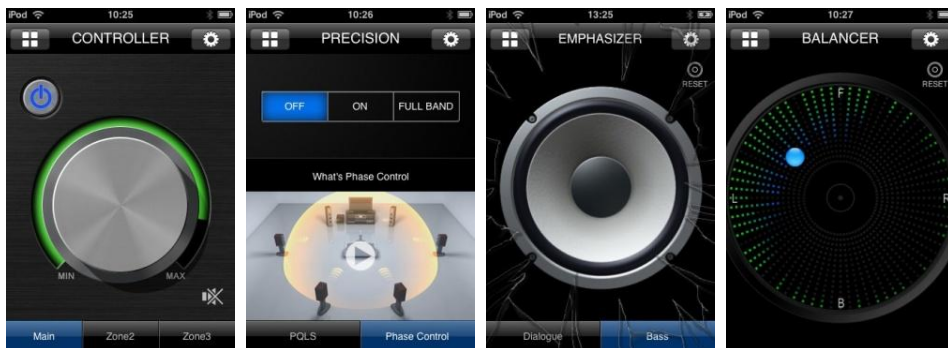 iPod 10:25
CONTROLLER
MIN MAX
Main Zone2 Zone3
iPod 10:26
PRECISION
OFF ON FULL BAND
What's Phase Control
PQLS Phase Control
iPod 13:25
EMPHASIZER
RESET
Dialogue Bass
iPod 10:27
BALANCER
RESET
F
L R
B